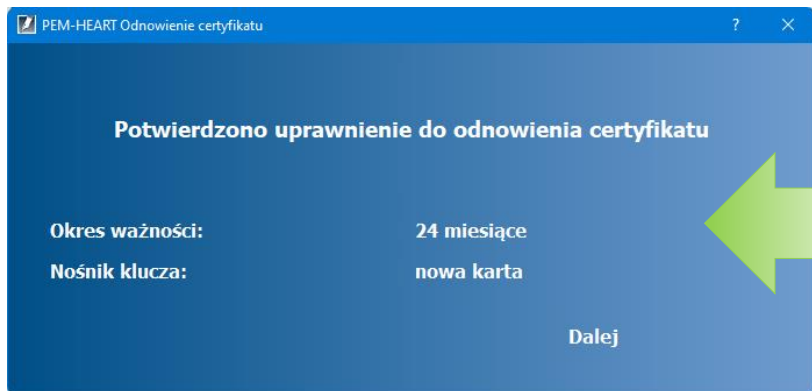 PEM-HEART Odnowienie certyfikatu
Potwierdzono uprawnienie do odnowienia certyfikatu
Okres ważności: 24 miesiące
Nośnik klucza: nowa karta
Dalej